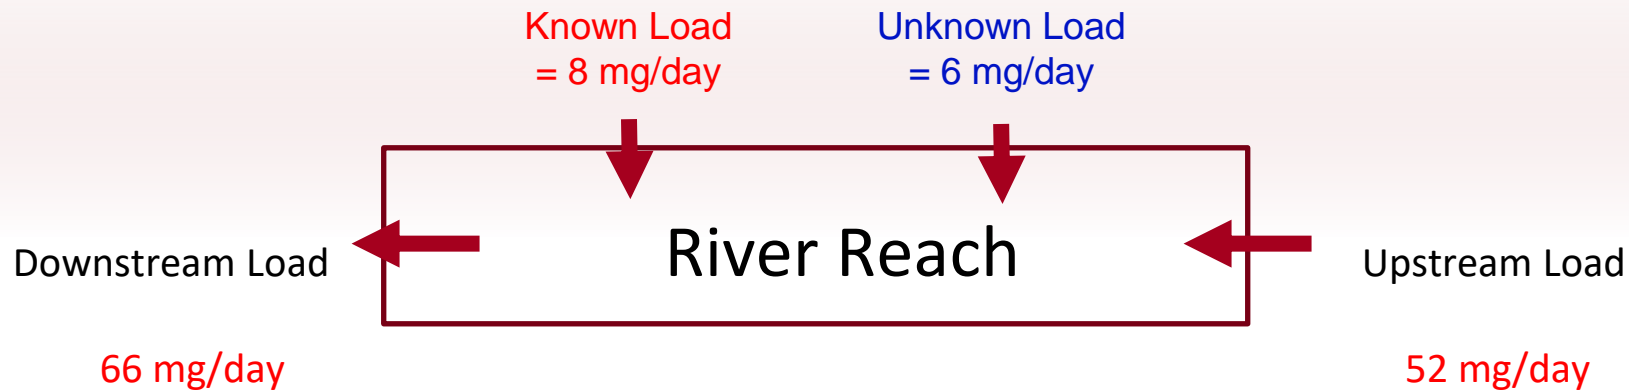 Known Load
= 8 mg/day
Unknown Load
= 6 mg/day
River Reach
Downstream Load
Upstream Load
66 mg/day
52 mg/day